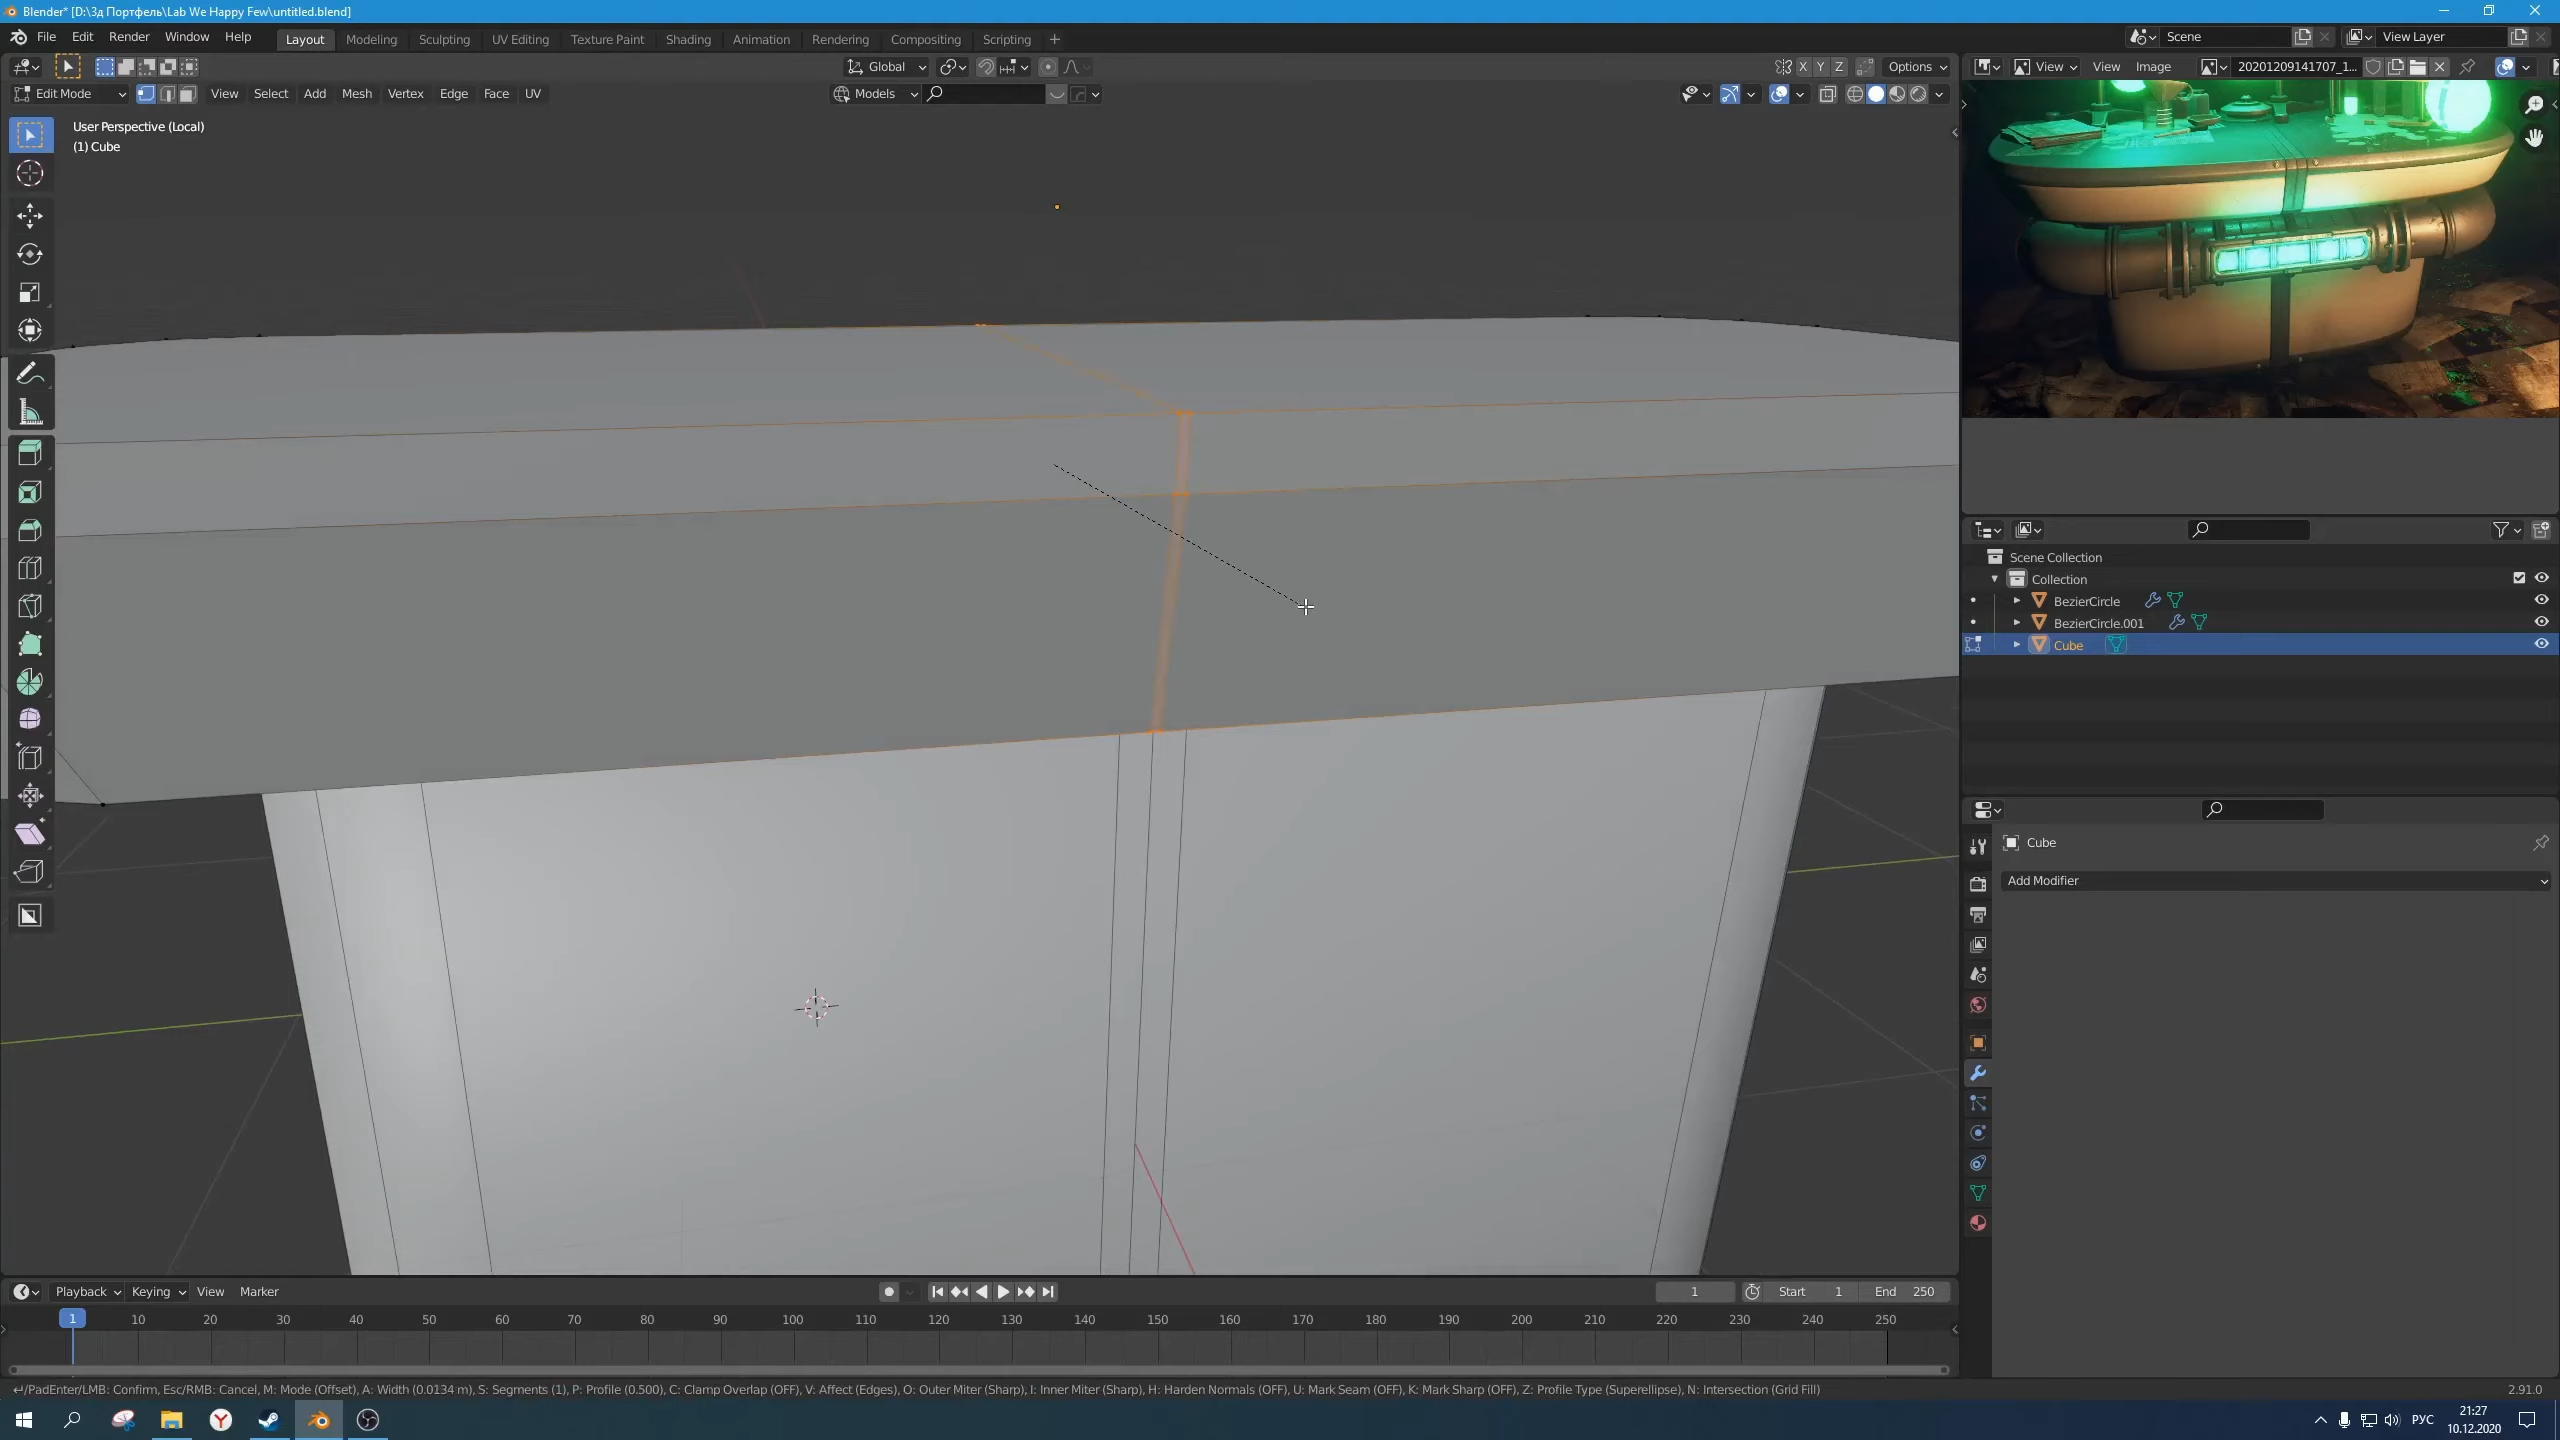 Blender* [D:\3д Портфель\Lab We Happy Few\untitled.blend]
File Edit Render Window Help Layout Modeling Sculpting UV Editing Texture Paint Shading Animation Rendering Compositing Scripting + Scene View Layer
Global X Y Z Options View View Image 20201209141707_1...
Edit Mode View Select Add Mesh Vertex Edge Face UV Models
User Perspective (Local)
(1) Cube
Scene Collection
Collection
BezierCircle
BezierCircle.001
Cube
Cube
Add Modifier
Playback Keying View Marker 1 Start 1 End 250
1 10 20 30 40 50 60 70 80 90 100 110 120 130 140 150 160 170 180 190 200 210 220 230 240 250
↵/PadEnter/LMB: Confirm, Esc/RMB: Cancel, M: Mode (Offset), A: Width (0.0134 m), S: Segments (1), P: Profile (0.500), C: Clamp Overlap (OFF), V: Affect (Edges), O: Outer Miter (Sharp), I: Inner Miter (Sharp), H: Harden Normals (OFF), U: Mark Seam (OFF), K: Mark Sharp (OFF), Z: Profile Type (Superellipse), N: Intersection (Grid Fill) 2.91.0
РУС
21:27
10.12.2020